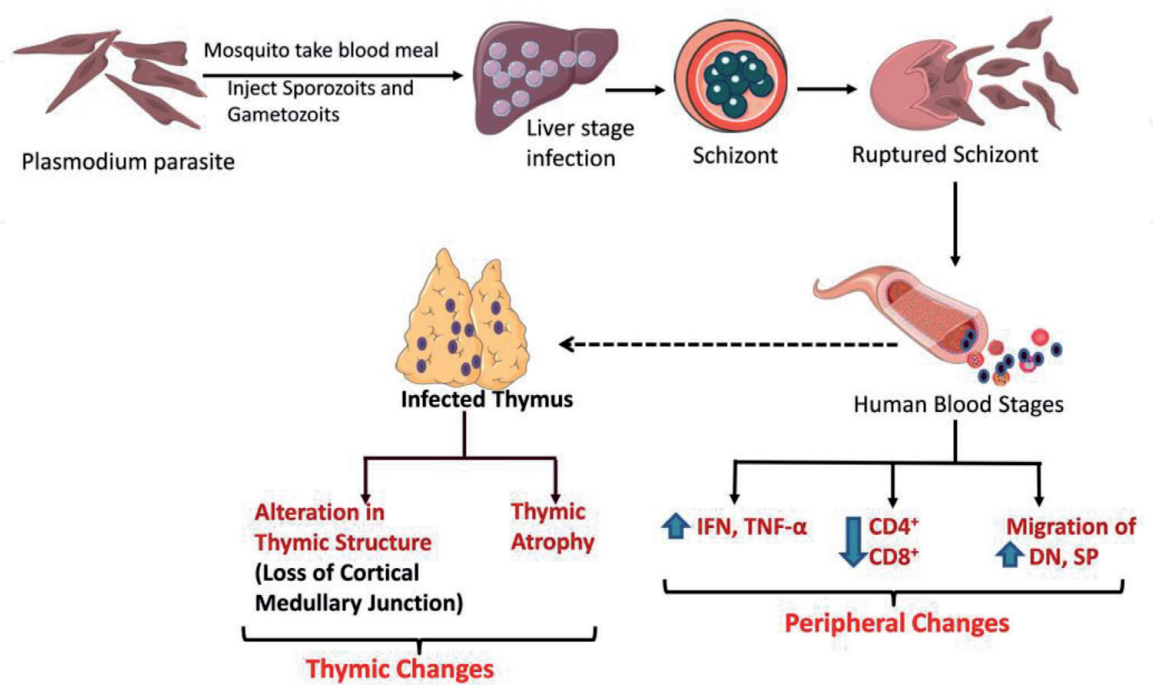 Mosquito take blood meal
Inject Sporozoits and
Gametozoits
Plasmodium parasite
Liver stage
infection
Schizont
Ruptured Schizont
Infected Thymus
Human Blood Stages
Alteration in
Thymic Structure
(Loss of Cortical
Medullary Junction)
Thymic
Atrophy
IFN, TNF-α
CD4⁺
CD8⁺
Migration of
DN, SP
Thymic Changes
Peripheral Changes